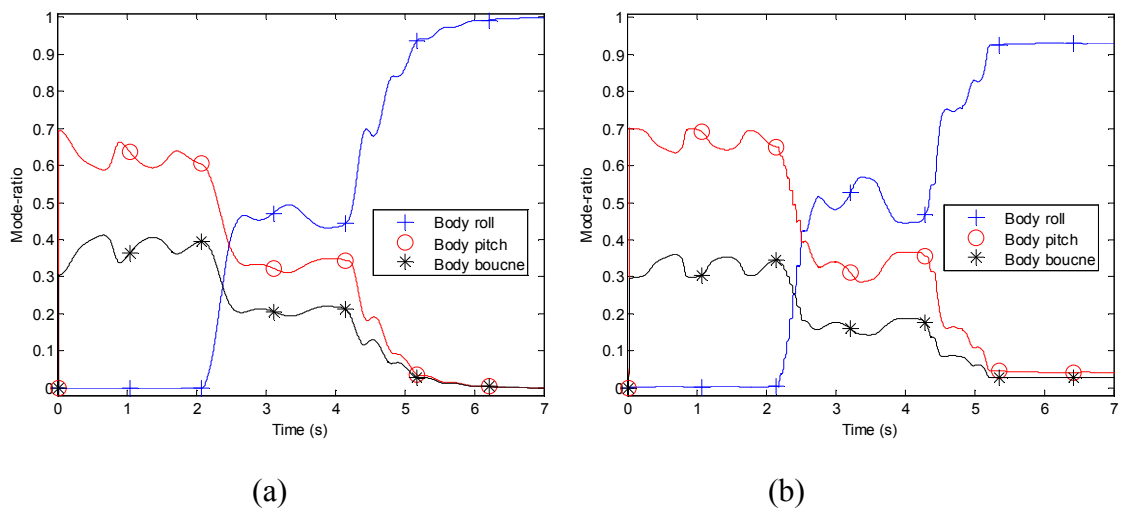 1
0.9
0.8
0.7
0.6
0.5
0.4
0.3
0.2
0.1
0
Mode-ratio
0 1 2 3 4 5 6 7
Time (s)
Body roll
Body pitch
Body boucne
(a)
1
0.9
0.8
0.7
0.6
0.5
0.4
0.3
0.2
0.1
0
Mode-ratio
0 1 2 3 4 5 6 7
Time (s)
Body roll
Body pitch
Body boucne
(b)